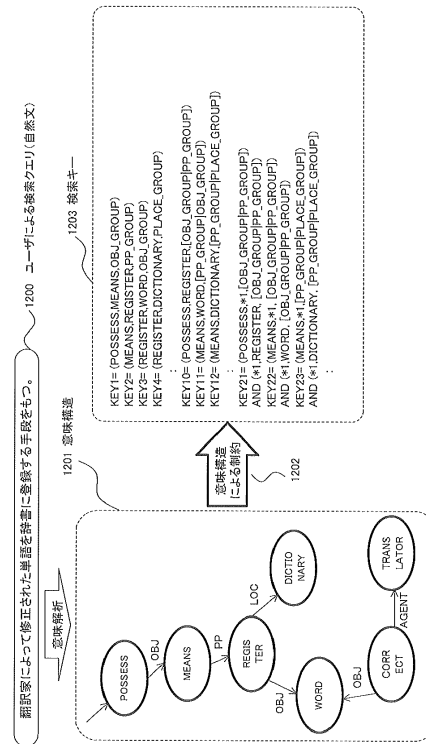 1200 ユーザによる検索クエリ(自然文)
翻訳家によって修正された単語を辞書に登録する手段をもつ。
意味解析
1201 意味構造
POSSESS
OBJ
MEANS
PP
REGIS
TER
LOC
DICTIO
NARY
OBJ
WORD
OBJ
CORR
ECT
AGENT
TRANS
LATOR
意味構造
による制約
1202
1203 検索キー
KEY1= (POSSESS,MEANS,OBJ_GROUP)
KEY2= (MEANS,REGISTER,PP_GROUP)
KEY3= (REGISTER,WORD,OBJ_GROUP)
KEY4= (REGISTER,DICTIONARY,PLACE_GROUP)
:
KEY10= (POSSESS,REGISTER,[OBJ_GROUP|PP_GROUP])
KEY11= (MEANS,WORD,[PP_GROUP|OBJ_GROUP])
KEY12= (MEANS,DICTIONARY,[PP_GROUP|PLACE_GROUP])
:
KEY21= (POSSESS,*1,[OBJ_GROUP|PP_GROUP])
AND (*1,REGISTER, [OBJ_GROUP|PP_GROUP])
KEY22= (MEANS,*1, [OBJ_GROUP|PP_GROUP])
AND (*1,WORD, [OBJ_GROUP|PP_GROUP])
KEY23= (MEANS,*1,[PP_GROUP|PLACE_GROUP])
AND (*1,DICTIONARY, [PP_GROUP|PLACE_GROUP])
: